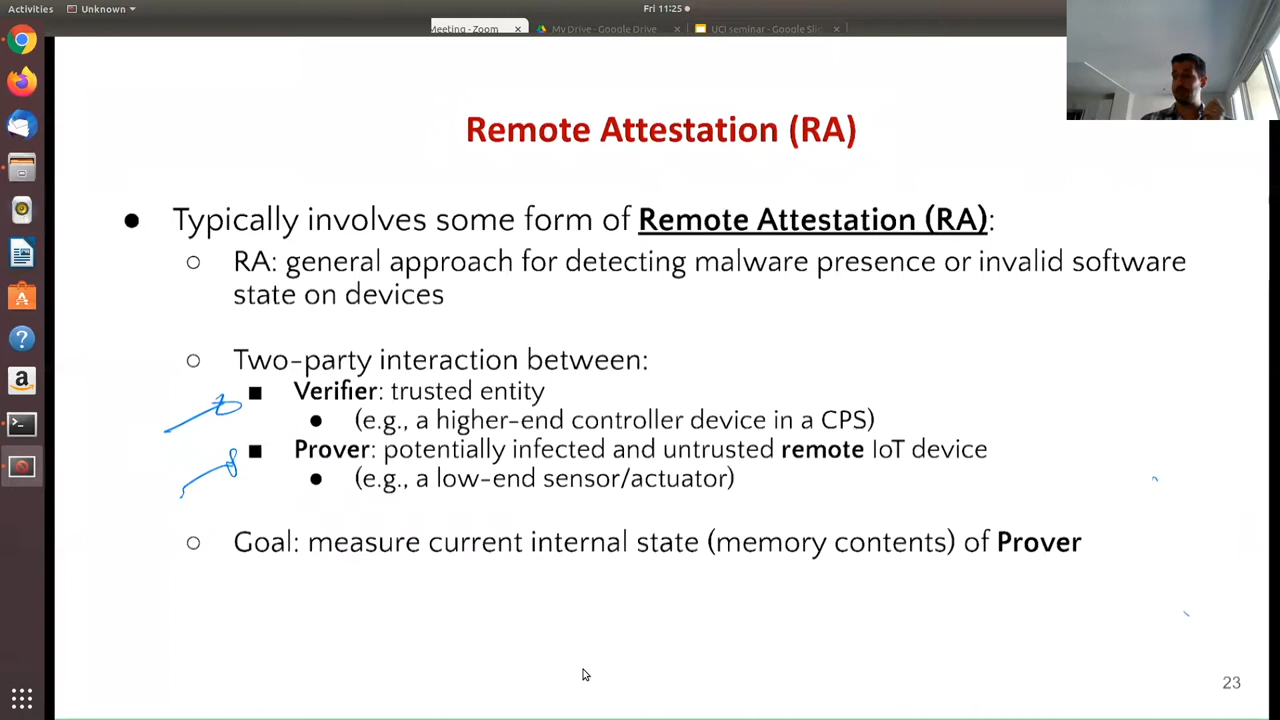 Activities Unknown Fri 11:25
Meeting - Zoom My Drive - Google Drive UCI seminar - Google Sli
Remote Attestation (RA)
● Typically involves some form of Remote Attestation (RA):
○ RA: general approach for detecting malware presence or invalid software
state on devices
○ Two-party interaction between:
■ Verifier: trusted entity
● (e.g., a higher-end controller device in a CPS)
■ Prover: potentially infected and untrusted remote IoT device
● (e.g., a low-end sensor/actuator)
○ Goal: measure current internal state (memory contents) of Prover
23